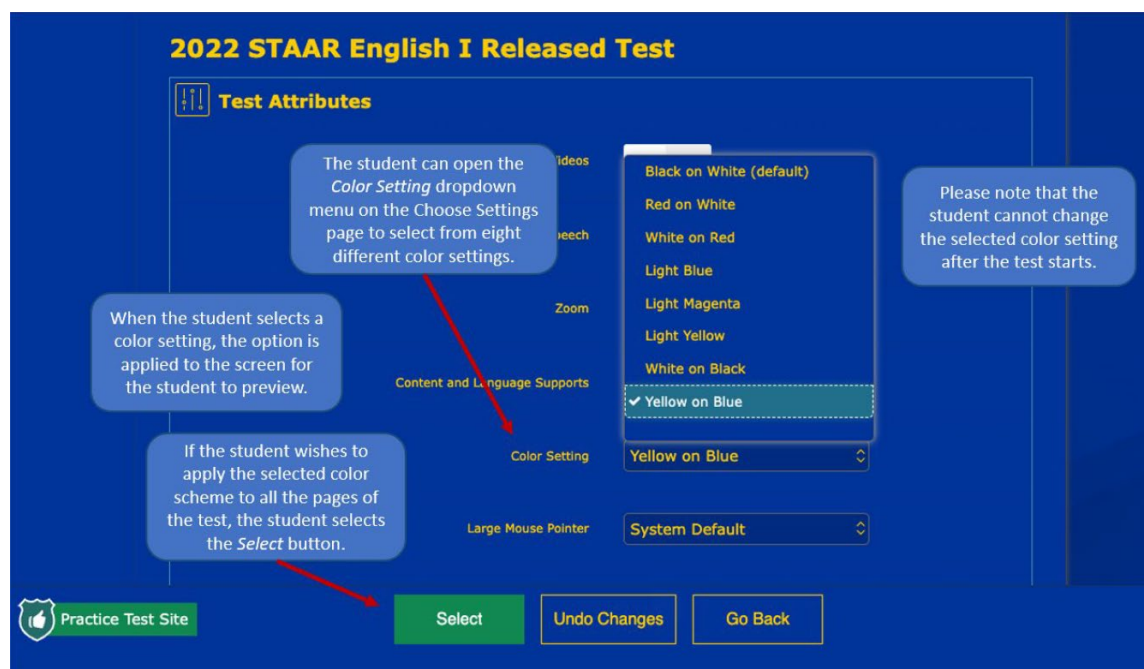 2022 STAAR English I Released Test
Test Attributes
The student can open the
Color Setting dropdown
menu on the Choose Settings
page to select from eight
different color settings.
Black on White (default)
Red on White
White on Red
Light Blue
Light Magenta
Light Yellow
White on Black
✔ Yellow on Blue
Please note that the
student cannot change
the selected color setting
after the test starts.
Zoom
When the student selects a
color setting, the option is
applied to the screen for
the student to preview.
Content and Language Supports
Color Setting
Yellow on Blue
If the student wishes to
apply the selected color
scheme to all the pages of
the test, the student selects
the Select button.
Large Mouse Pointer
System Default
Practice Test Site
Select
Undo Changes
Go Back